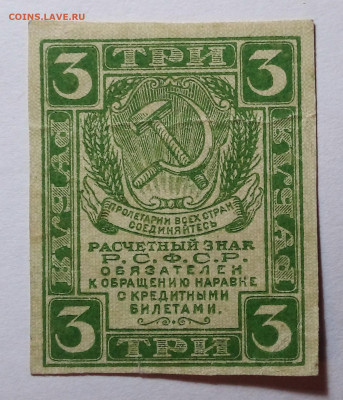 COINS.LAVE.RU
3 ТРИ 3
РУБЛЯ
РУБЛЯ
ПРОЛЕТАРИИ ВСЕХ СТРАН
СОЕДИНЯЙТЕСЬ
РАСЧЕТНЫЙ ЗНАК
Р.С.Ф.С.Р.
ОБЯЗАТЕЛЕН
К ОБРАЩЕНИЮ НАРАВНЕ
С КРЕДИТНЫМИ
БИЛЕТАМИ.
3 ТРИ 3